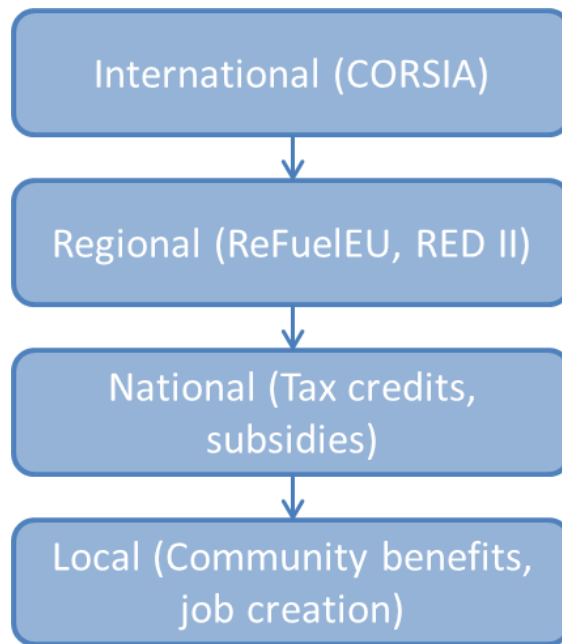 International (CORSIA)
Regional (ReFuelEU, RED II)
National (Tax credits,
subsidies)
Local (Community benefits,
job creation)